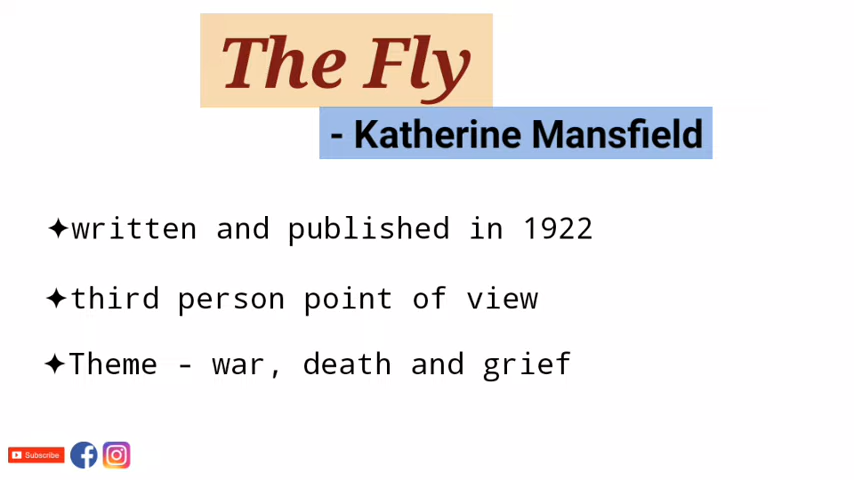 The Fly
- Katherine Mansfield
✦written and published in 1922
✦third person point of view
✦Theme - war, death and grief
Subscribe